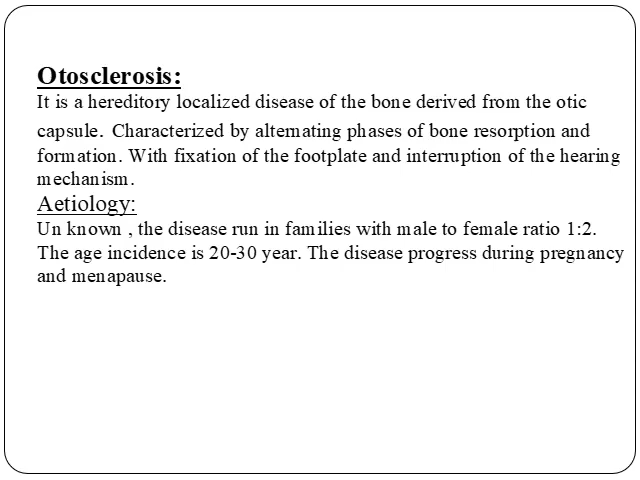 Otosclerosis:
It is a hereditory localized disease of the bone derived from the otic
capsule. Characterized by alternating phases of bone resorption and
formation. With fixation of the footplate and interruption of the hearing
mechanism.
Aetiology:
Un known , the disease run in families with male to female ratio 1:2.
The age incidence is 20-30 year. The disease progress during pregnancy
and menapause.